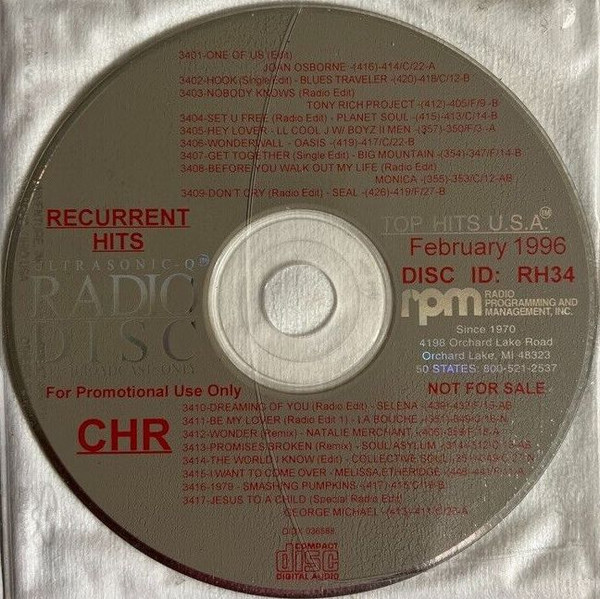 3401-ONE OF US (Edit)
JOAN OSBORNE -(416)-414/C/22-A
3402-HOOK (Single Edit) - BLUES TRAVELER -(420)-418/C/12-B
3403-NOBODY KNOWS (Radio Edit)
TONY RICH PROJECT -(412)-405/F/9 -B
3404-SET U FREE (Radio Edit) - PLANET SOUL -(415)-413/C/14-B
3405-HEY LOVER - LL COOL J W/ BOYZ II MEN -(357)-350/F/3 -A
3406-WONDERWALL - OASIS -(419)-417/C/22-B
3407-GET TOGETHER (Single Edit) - BIG MOUNTAIN -(354)-347/F/14-B
3408-BEFORE YOU WALK OUT MY LIFE (Edit)
MONICA -(355)-353/C/12-AB
3409-DON'T CRY (Radio Edit) - SEAL -(426)-419/F/27-B
RECURRENT
HITS
TOP HITS U.S.A.™
February 1996
DISC ID: RH34
ULTRASONIC-Q™
RADIO
DISC
BROADCAST ONLY
rpm RADIO
PROGRAMMING AND
MANAGEMENT, INC.
Since 1970
4198 Orchard Lake Road
Orchard Lake, MI 48323
50 STATES: 800-521-2537
For Promotional Use Only
NOT FOR SALE
CHR
3410-DREAMING OF YOU (Radio Edit) - SELENA
3411-BE MY LOVER (Radio Edit 1) - LA BOUCHE
3412-WONDER (Remix) - NATALIE MERCHANT
3413-PROMISES BROKEN (Remix) - SOUL ASYLUM
3414-THE WORLD I KNOW (Edit) - COLLECTIVE SOUL
3415-I WANT TO COME OVER - MELISSA ETHERIDGE
3416-1979 - SMASHING PUMPKINS -(417)
3417-JESUS TO A CHILD (Special Radio Edit)
GEORGE MICHAEL -(413)-411/C/20-A
COMPACT
disc
DIGITAL AUDIO